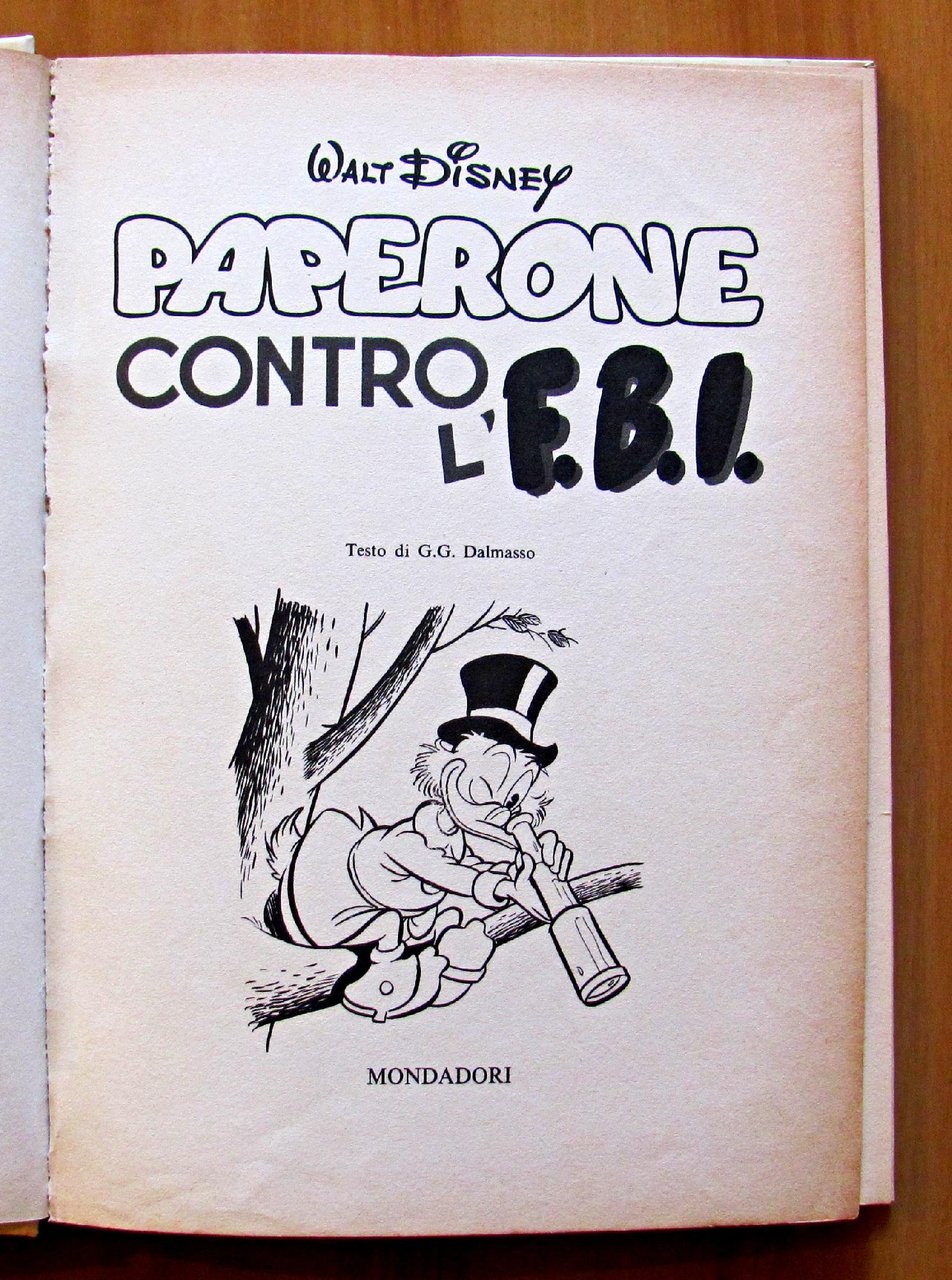 WALT DISNEY
PAPERONE
CONTRO
L'F.B.I.
Testo di G.G. Dalmasso
MONDADORI